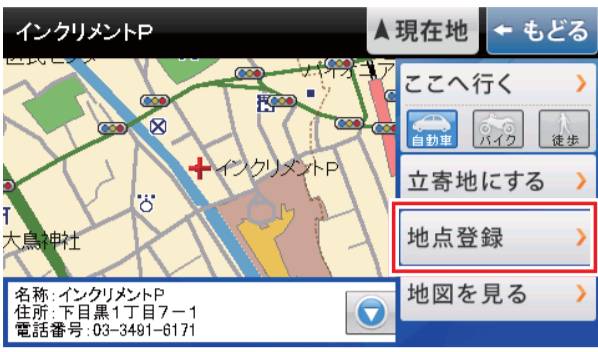 インクリメントP
現在地
もどる
ここへ行く
自動車
バイク
徒歩
立寄地にする
地点登録
地図を見る
インクリメントP
大鳥神社
名称:インクリメントP
住所:下目黒1丁目7-1
電話番号:03-3491-6171